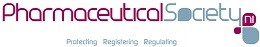 PharmaceuticalSociety NI
Protecting Registering Regulating